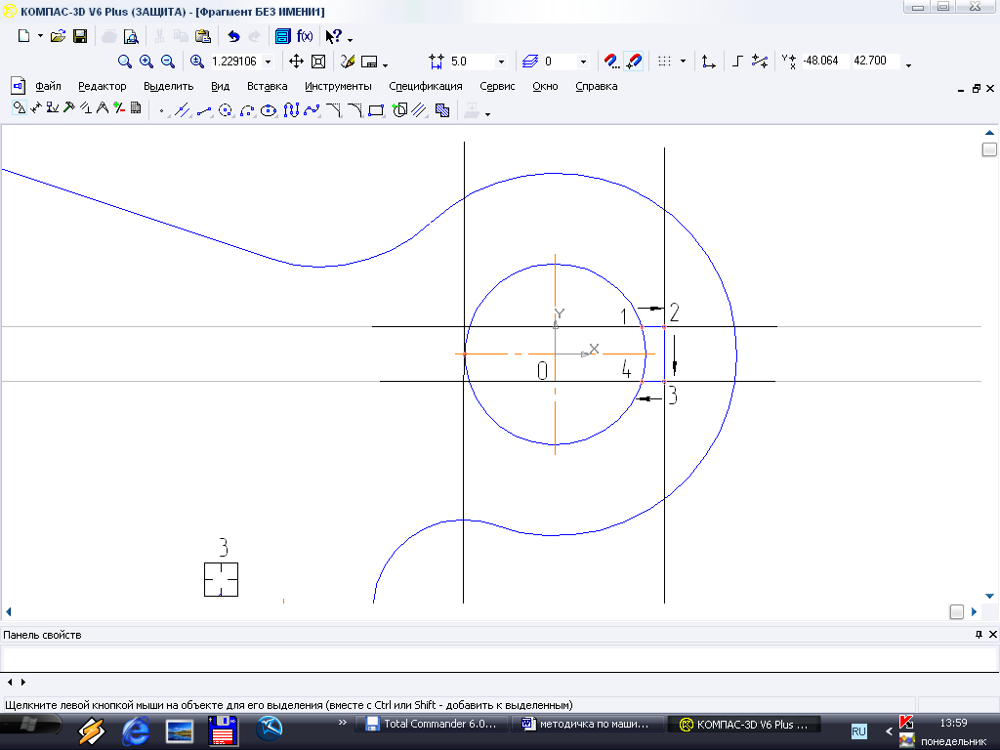 КОМПАС-3D V6 Plus (ЗАЩИТА) - [Фрагмент БЕЗ ИМЕНИ1]
f(x) ?
1.229106 5.0 0 -48.064 42.700
Файл Редактор Выделить Вид Вставка Инструменты Спецификация Сервис Окно Справка
1 2
Y
X
0 4
3
3
Панель свойств
Щелкните левой кнопкой мыши на объекте для его выделения (вместе с Ctrl или Shift - добавить к выделенным)
» Total Commander 6.0... методичка по маши... КОМПАС-3D V6 Plus ... RU 13:59
понедельник